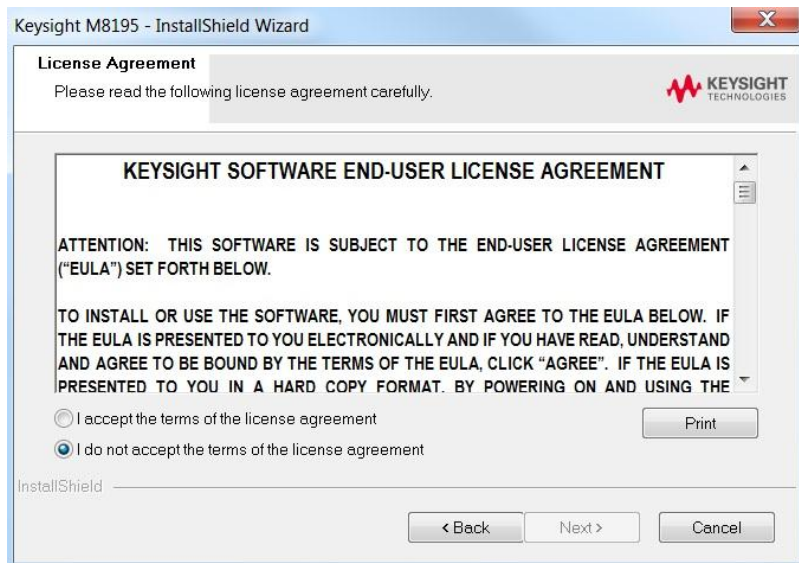 Keysight M8195 - InstallShield Wizard
License Agreement
Please read the following license agreement carefully.
KEYSIGHT
TECHNOLOGIES
KEYSIGHT SOFTWARE END-USER LICENSE AGREEMENT
ATTENTION: THIS SOFTWARE IS SUBJECT TO THE END-USER LICENSE AGREEMENT
("EULA") SET FORTH BELOW.
TO INSTALL OR USE THE SOFTWARE, YOU MUST FIRST AGREE TO THE EULA BELOW. IF
THE EULA IS PRESENTED TO YOU ELECTRONICALLY AND IF YOU HAVE READ, UNDERSTAND
AND AGREE TO BE BOUND BY THE TERMS OF THE EULA, CLICK “AGREE”. IF THE EULA IS
PRESENTED TO YOU IN A HARD COPY FORMAT, BY POWERING ON AND USING THE
I accept the terms of the license agreement
Print
I do not accept the terms of the license agreement
InstallShield
< Back
Next >
Cancel